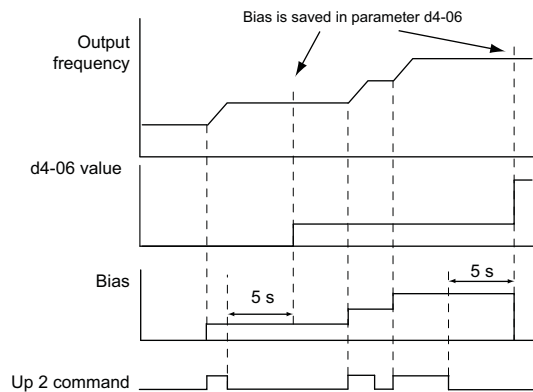 Bias is saved in parameter d4-06
Output
frequency
d4-06 value
Bias
5 s
5 s
Up 2 command